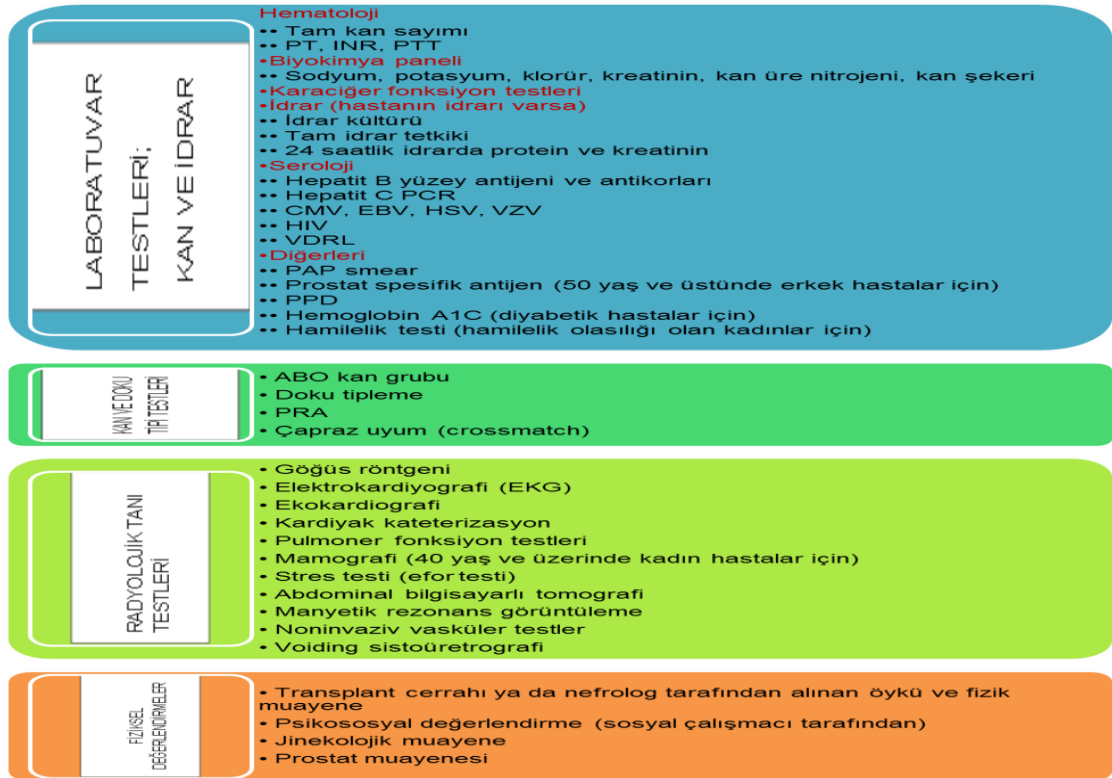 LABORATUVAR
TESTLERİ;
KAN VE İDRAR
Hematoloji
•• Tam kan sayımı
•• PT, INR, PTT
•Biyokimya paneli
•• Sodyum, potasyum, klorür, kreatinin, kan üre nitrojeni, kan şekeri
•Karaciğer fonksiyon testleri
•İdrar (hastanın idrarı varsa)
•• İdrar kültürü
•• Tam idrar tetkiki
•• 24 saatlik idrarda protein ve kreatinin
•Seroloji
•• Hepatit B yüzey antijeni ve antikorları
•• Hepatit C PCR
•• CMV, EBV, HSV, VZV
•• HIV
•• VDRL
•Diğerleri
•• PAP smear
•• Prostat spesifik antijen (50 yaş ve üstünde erkek hastalar için)
•• PPD
•• Hemoglobin A1C (diyabetik hastalar için)
•• Hamilelik testi (hamilelik olasılığı olan kadınlar için)
KAN VE DOKU
TİPİ TESTLERİ
• ABO kan grubu
• Doku tipleme
• PRA
• Çapraz uyum (crossmatch)
RADYOLOJİK TANI
TESTLERİ
• Göğüs röntgeni
• Elektrokardiyografi (EKG)
• Ekokardiografi
• Kardiyak kateterizasyon
• Pulmoner fonksiyon testleri
• Mamografi (40 yaş ve üzerinde kadın hastalar için)
• Stres testi (efor testi)
• Abdominal bilgisayarlı tomografi
• Manyetik rezonans görüntüleme
• Noninvaziv vasküler testler
• Voiding sistoüretrografi
FİZİKSEL
DEĞERLENDİRMELER
• Transplant cerrahı ya da nefrolog tarafından alınan öykü ve fizik
muayene
• Psikososyal değerlendirme (sosyal çalışmacı tarafından)
• Jinekolojik muayene
• Prostat muayenesi